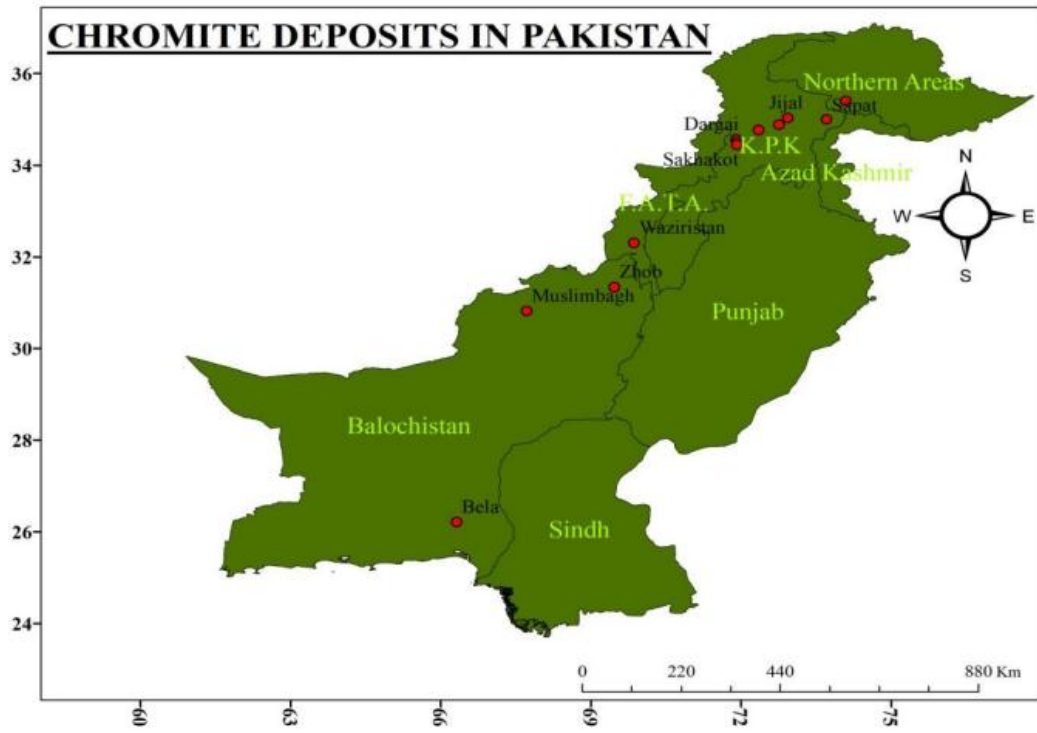 CHROMITE DEPOSITS IN PAKISTAN
36
34
32
30
28
26
24
Northern Areas
Jijal
Sapat
Dargai
K.P.K
Sakhakot
Azad Kashmir
F.A.T.A.
Waziristan
Zhob
Muslimbagh
Punjab
Balochistan
Bela
Sindh
N
W
E
S
0
220
440
880 Km
60
63
66
69
72
75